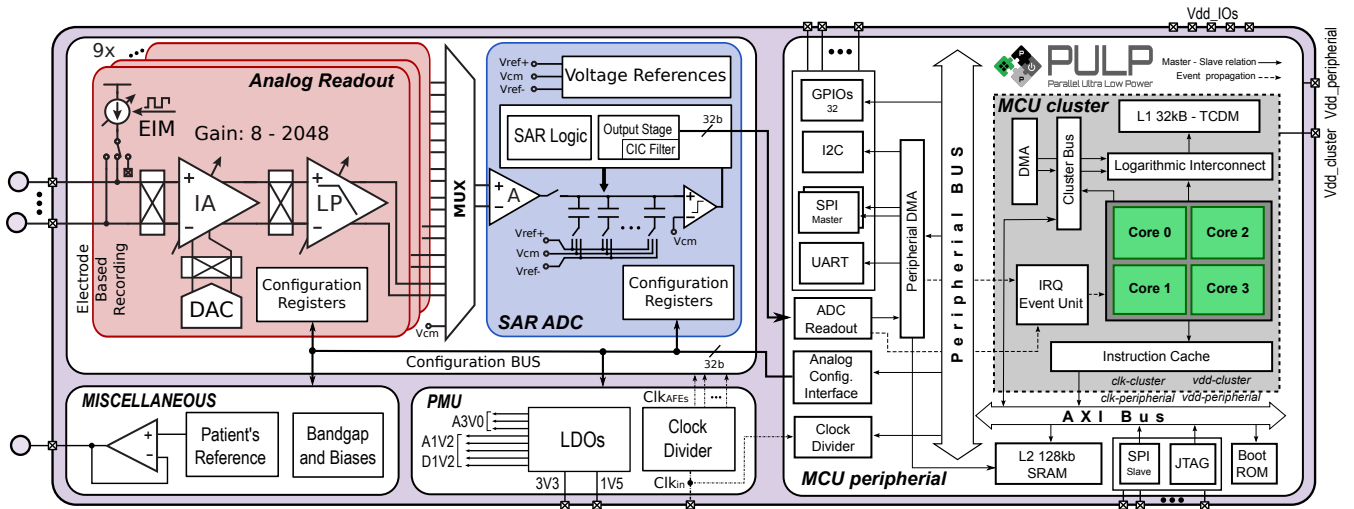 9x
Analog Readout
EIM
Gain: 8 - 2048
IA
LP
DAC
Configuration
Registers
Electrode
Based
Recording
MUX
Vcm
Vref+
Vcm
Vref-
Voltage References
SAR Logic
Output Stage
CIC Filter
32b
A
Vref+
Vcm
Vref-
Vcm
Configuration
Registers
SAR ADC
Configuration BUS
32b
MISCELLANEOUS
Patient's
Reference
Bandgap
and Biases
PMU
A3V0
A1V2
D1V2
LDOs
3V3
1V5
ClkAFEs
Clock
Divider
Clkin
Vdd_IOs
Vdd_peripheral
Vdd_cluster
GPIOs
32
I2C
SPI
Master
UART
ADC
Readout
Analog
Config.
Interface
Clock
Divider
Peripheral DMA
Peripheral BUS
MCU peripheral
P
P
U
L
PULP
Parallel Ultra Low Power
Master - Slave relation
Event propagation
MCU cluster
L1 32kB - TCDM
DMA
Cluster Bus
Logarithmic Interconnect
Core 0
Core 2
Core 1
Core 3
IRQ
Event Unit
Instruction Cache
clk-cluster
vdd-cluster
clk-peripheral
vdd-peripheral
AXI Bus
L2 128kb
SRAM
SPI
Slave
JTAG
Boot
ROM